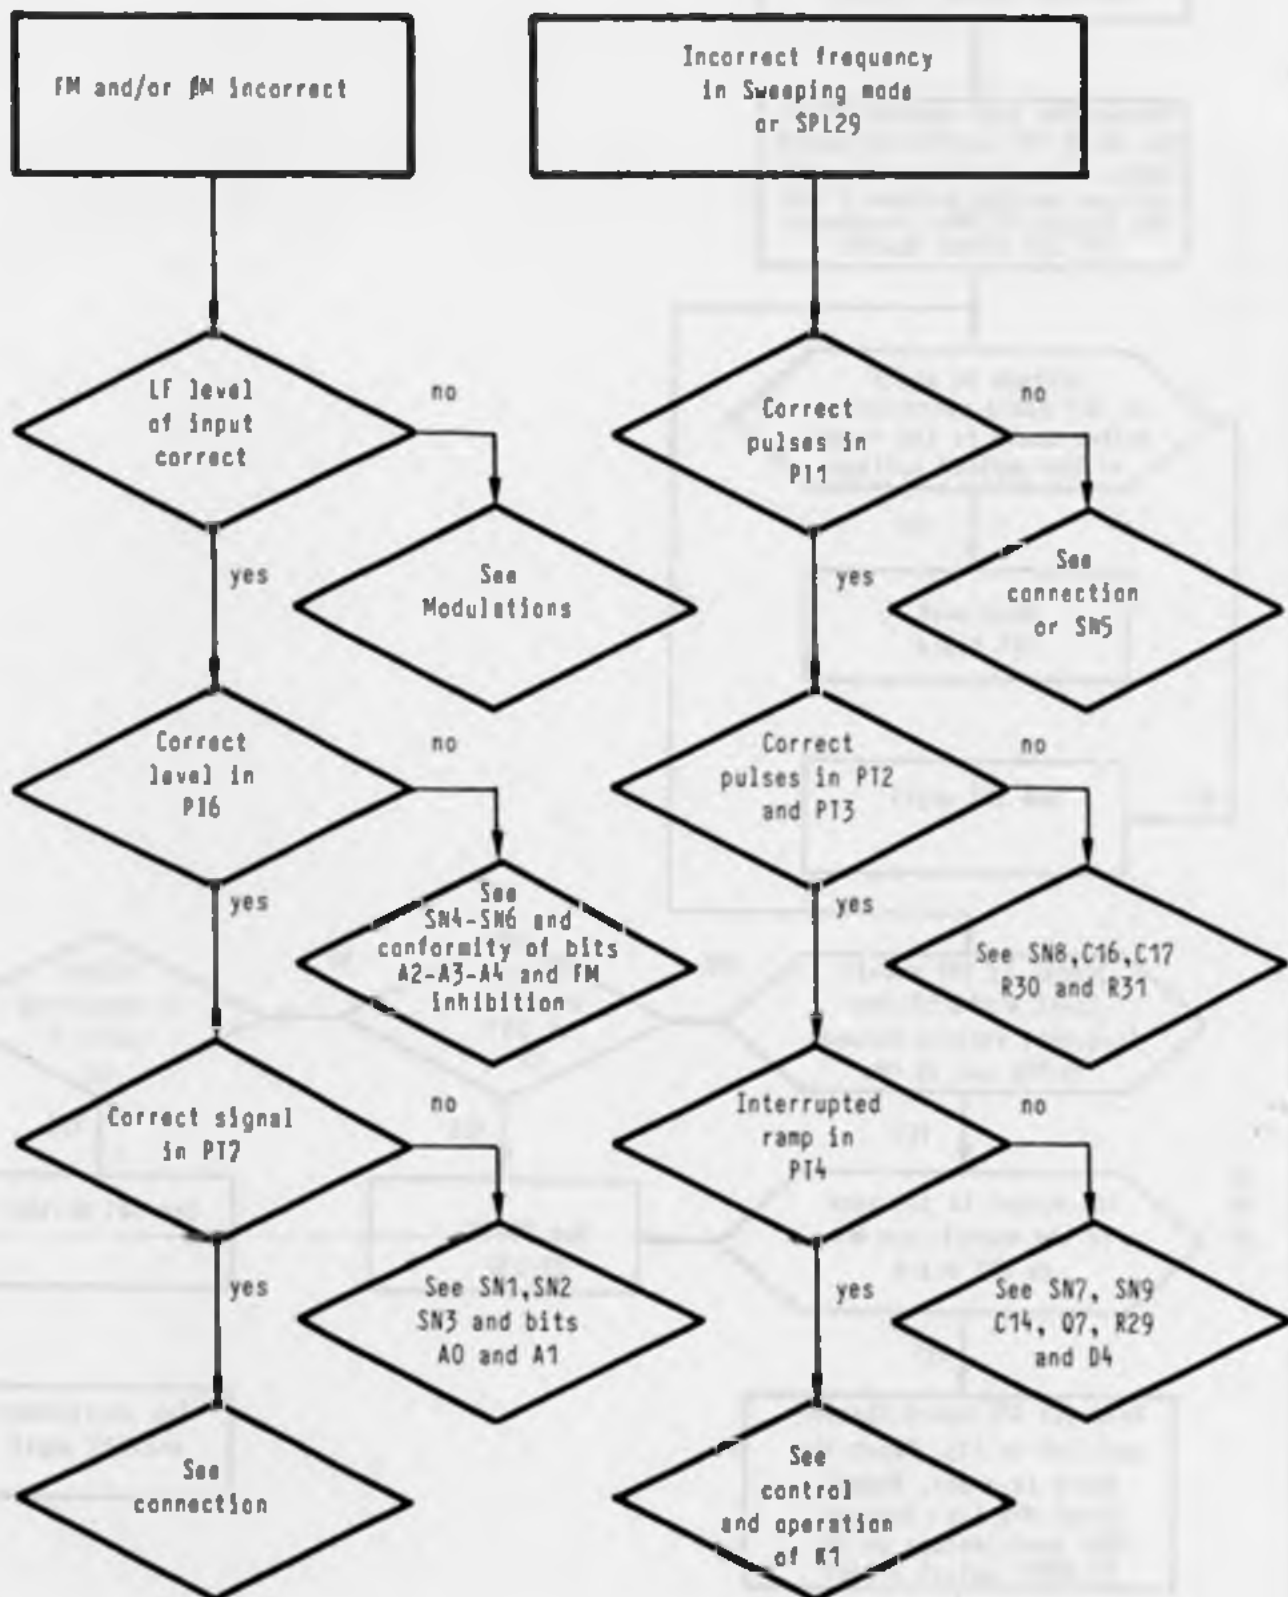 FM and/or ØM incorrect
LF level
of input
correct
no
yes
See
Modulations
Correct
level in
PT6
no
yes
See
SN4-SN6 and
conformity of bits
A2-A3-A4 and FM
inhibition
Correct signal
in PT7
no
yes
See SN1,SN2
SN3 and bits
A0 and A1
See
connection
Incorrect frequency
in Sweeping mode
or SPL29
Correct
pulses in
PT1
no
yes
See
connection
or SN5
Correct
pulses in PT2
and PT3
no
yes
See SN8,C16,C17
R30 and R31
Interrupted
ramp in
PT4
no
yes
See SN7, SN9
C14, Q7, R29
and D4
See
control
and operation
of K1